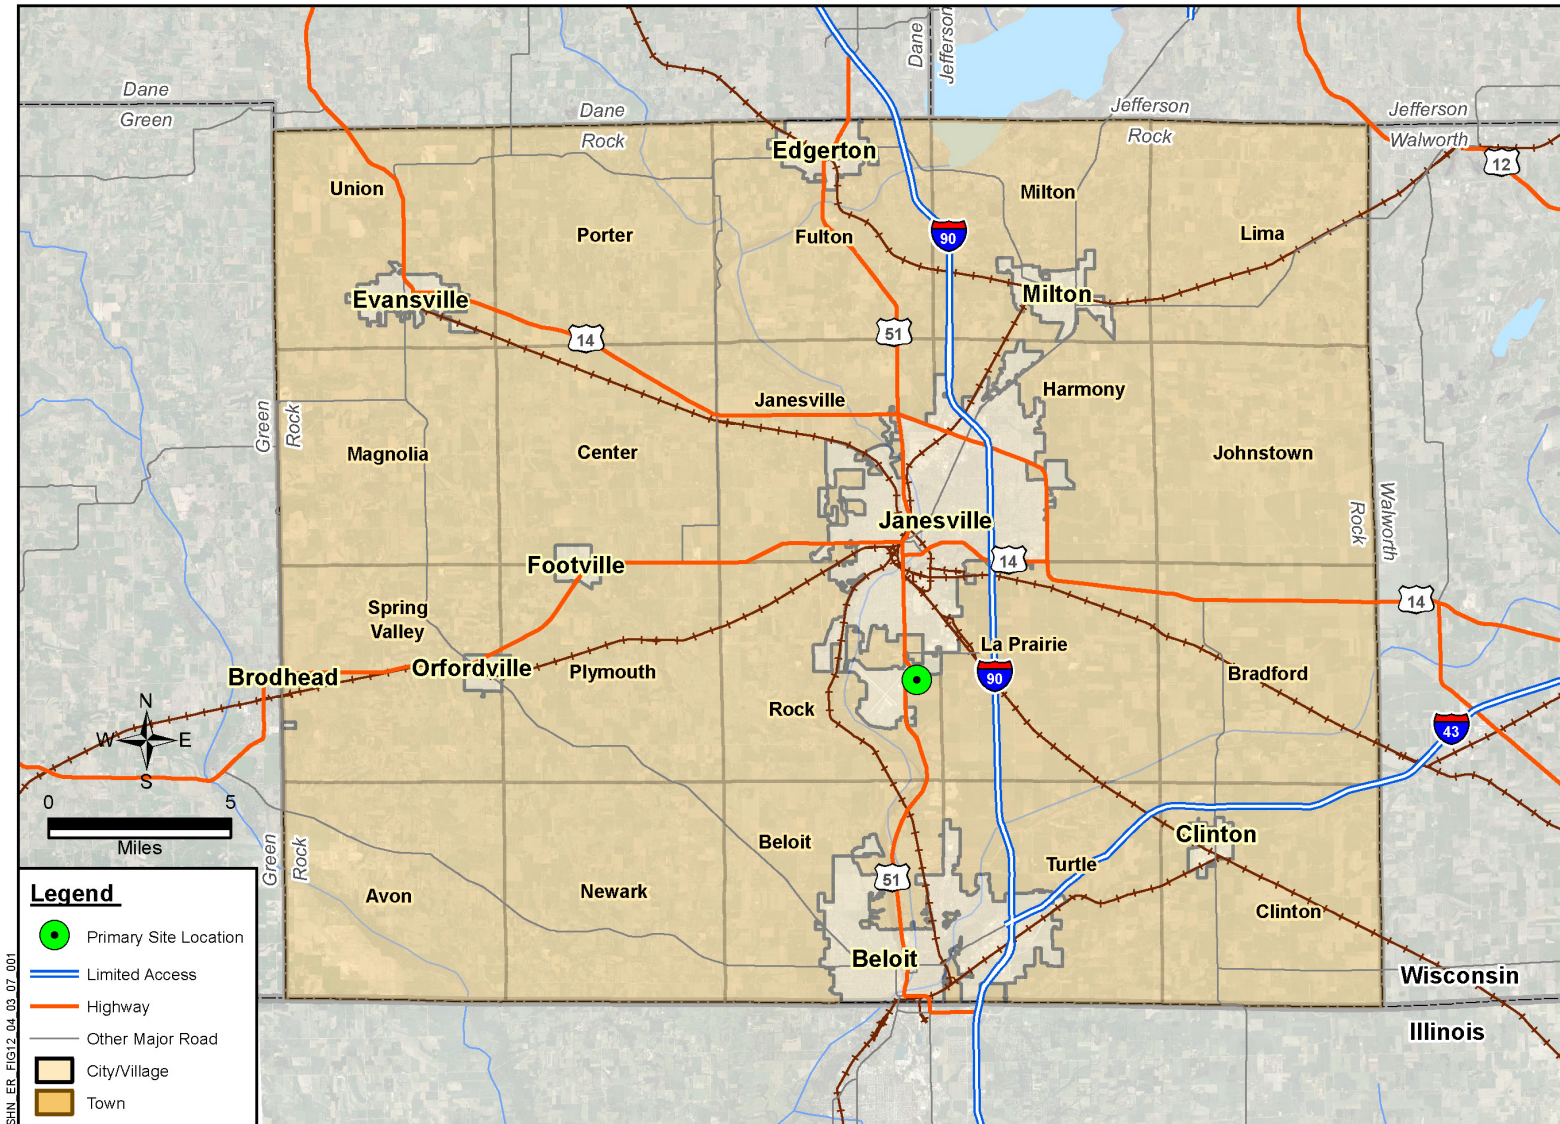 Dane
Jefferson
Dane
Green
Dane
Rock
Jefferson
Rock
Jefferson
Walworth
12
Edgerton
Union
Milton
Porter
Fulton
90
Lima
Evansville
Milton
14
51
Janesville
Harmony
Green
Rock
Magnolia
Center
Johnstown
Rock
Walworth
Janesville
Footville
14
14
Spring
Valley
La Prairie
Brodhead
Orfordville
Plymouth
90
Bradford
Rock
43
N
W
E
S
0
5
Miles
Green
Rock
Beloit
Clinton
Turtle
51
Avon
Newark
Clinton
Beloit
Wisconsin
Illinois
Legend
Primary Site Location
Limited Access
Highway
Other Major Road
City/Village
Town
SHN_ER_FIG12_04_03_07_001